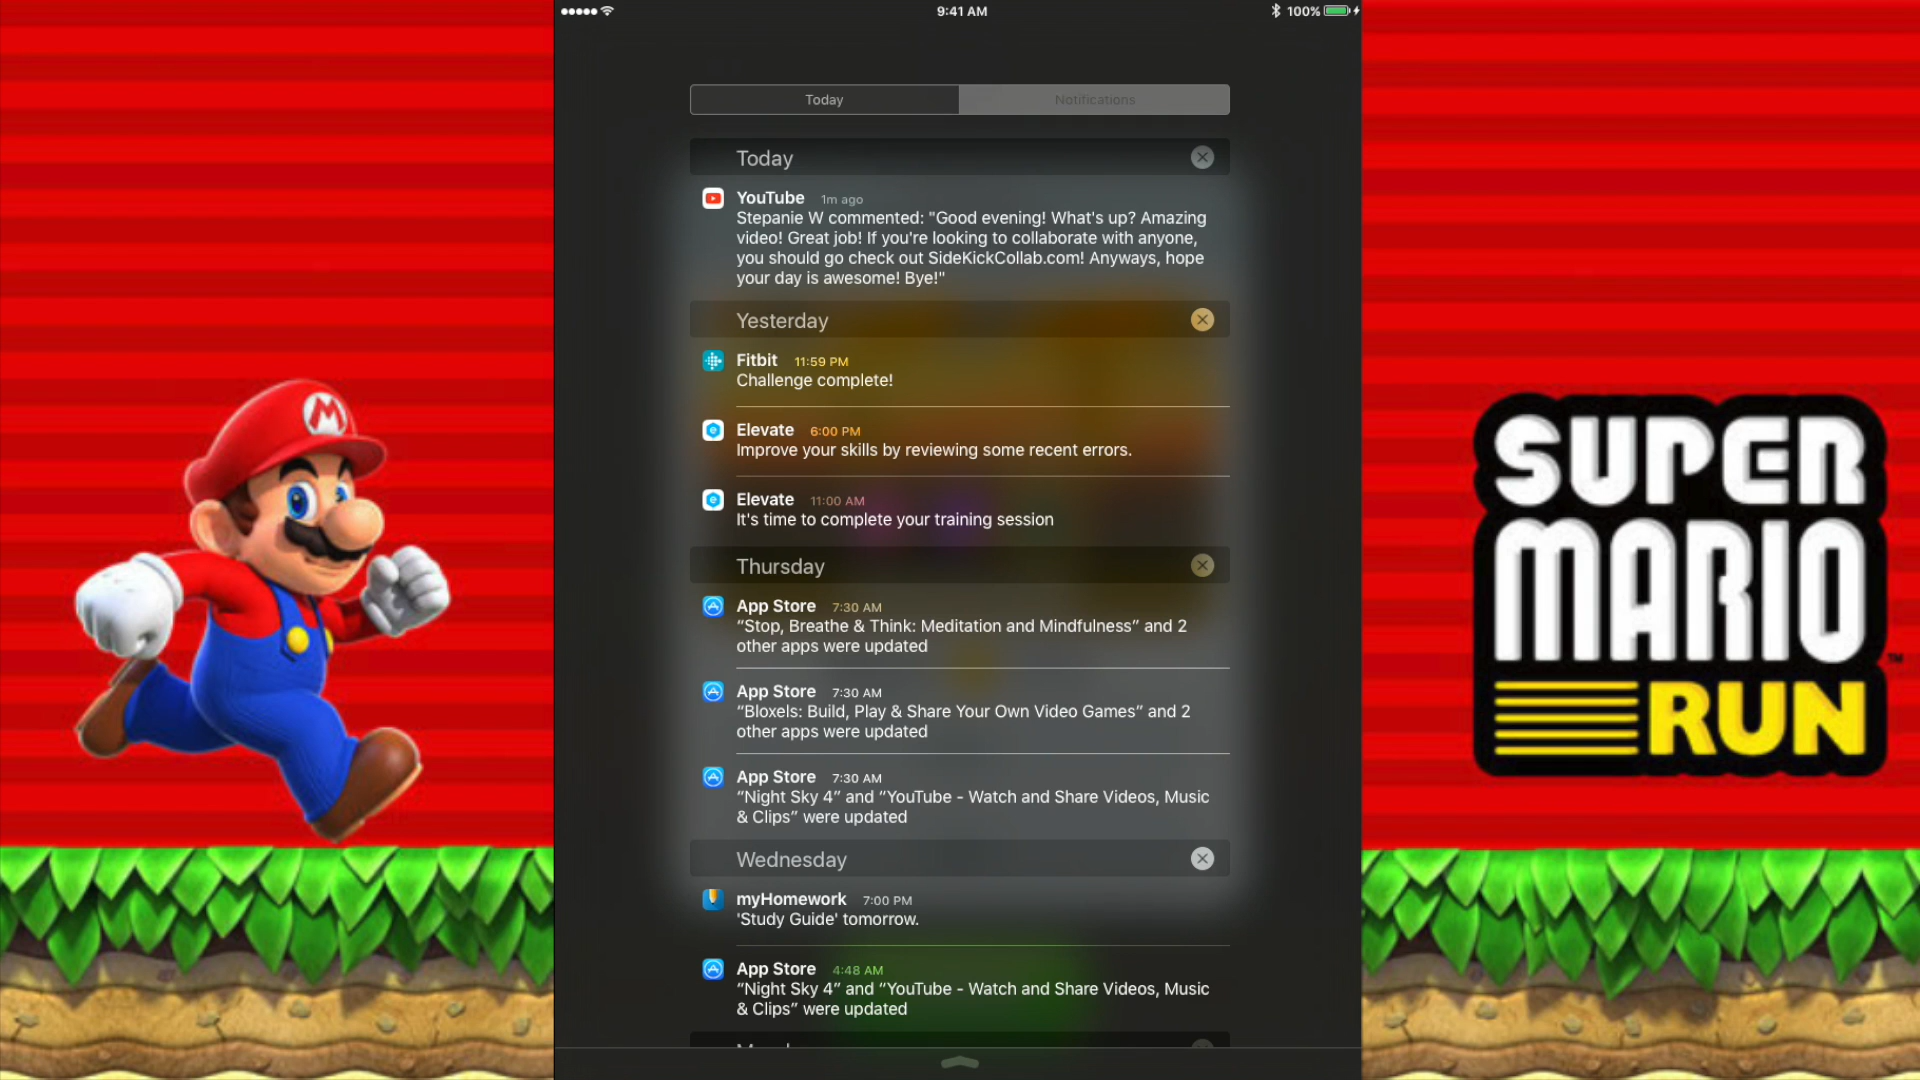 9:41 AM
100%
Today
Notifications
Today
YouTube 1m ago
Stepanie W commented: "Good evening! What's up? Amazing
video! Great job! If you're looking to collaborate with anyone,
you should go check out SideKickCollab.com! Anyways, hope
your day is awesome! Bye!"
Yesterday
Fitbit 11:59 PM
Challenge complete!
Elevate 6:00 PM
Improve your skills by reviewing some recent errors.
Elevate 11:00 AM
It's time to complete your training session
Thursday
App Store 7:30 AM
“Stop, Breathe & Think: Meditation and Mindfulness” and 2
other apps were updated
App Store 7:30 AM
“Bloxels: Build, Play & Share Your Own Video Games” and 2
other apps were updated
App Store 7:30 AM
“Night Sky 4” and “YouTube - Watch and Share Videos, Music
& Clips” were updated
Wednesday
myHomework 7:00 PM
'Study Guide' tomorrow.
App Store 4:48 AM
“Night Sky 4” and “YouTube - Watch and Share Videos, Music
& Clips” were updated
M
SUPER
MARIO
RUN
TM